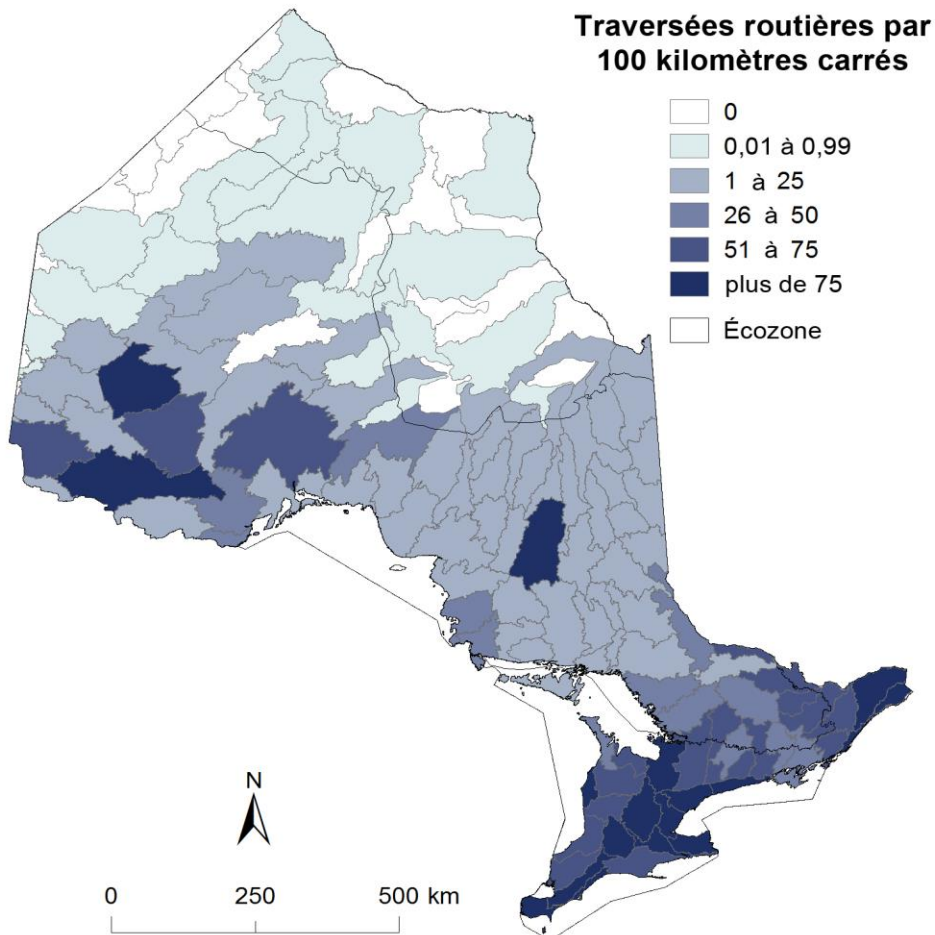 Traversées routières par
100 kilomètres carrés
0
0,01 à 0,99
1 à 25
26 à 50
51 à 75
plus de 75
Écozone
N
0 250 500 km